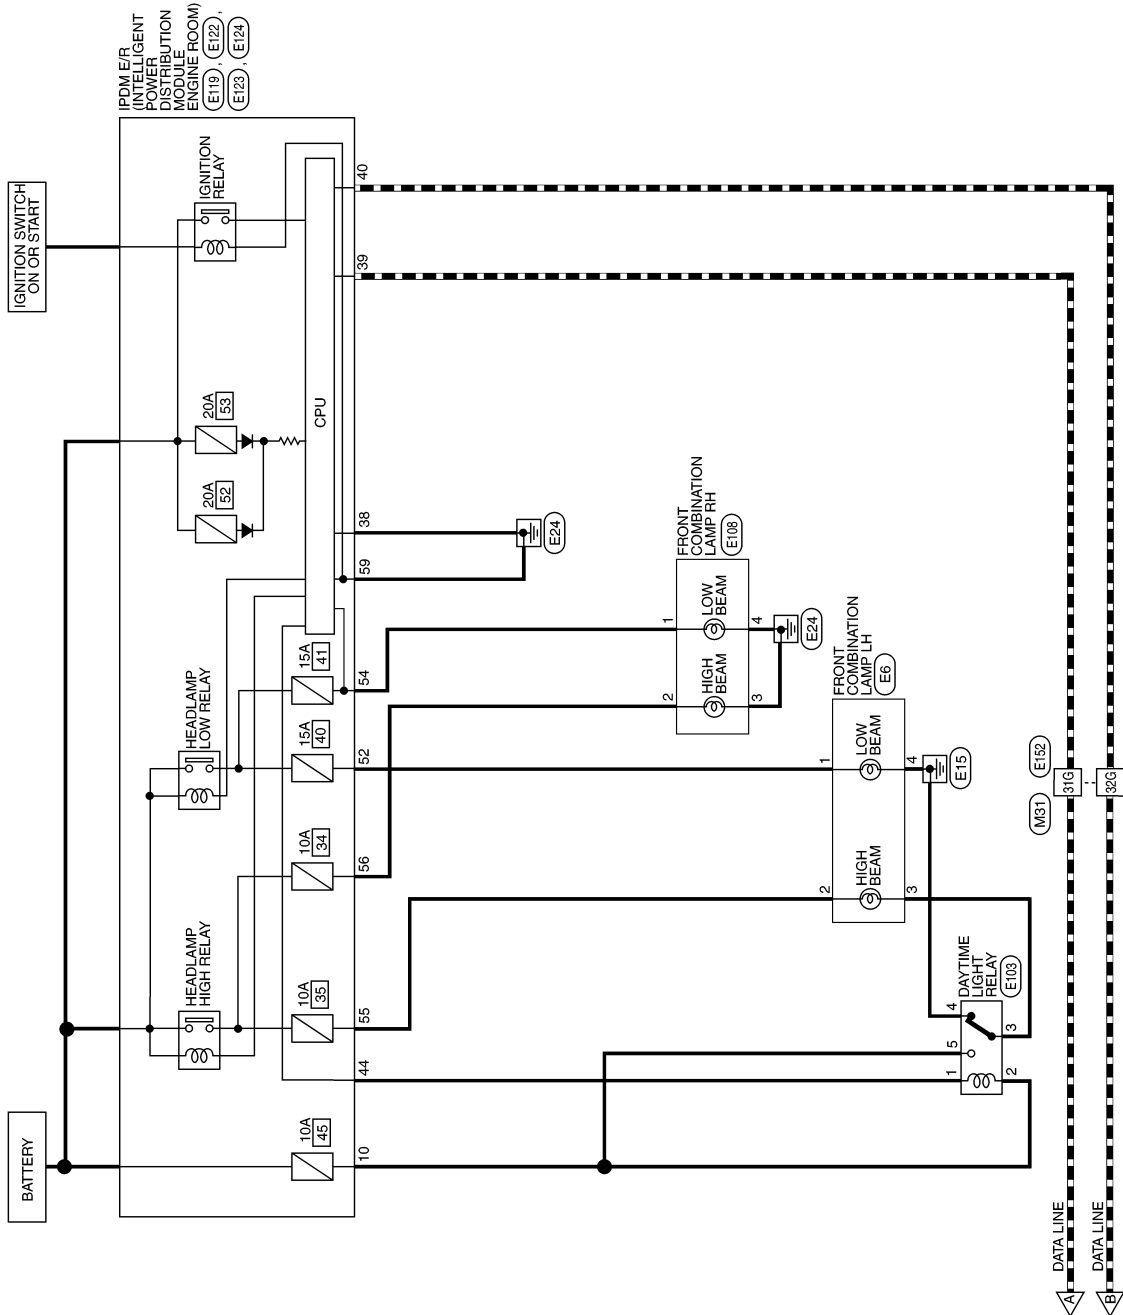 BATTERY
IGNITION SWITCH
ON OR START
IPDM E/R
(INTELLIGENT
POWER
DISTRIBUTION
MODULE
ENGINE ROOM)
E119 , E122 ,
E123 , E124
HEADLAMP
HIGH RELAY
HEADLAMP
LOW RELAY
20A
52
20A
53
IGNITION
RELAY
CPU
10A
45
10A
35
10A
34
15A
40
15A
41
10
44
55
56
52
54
59
38
39
40
E24
FRONT
COMBINATION
LAMP RH
E108
2
1
HIGH
BEAM
LOW
BEAM
3
4
E24
FRONT
COMBINATION
LAMP LH
E6
2
1
HIGH
BEAM
LOW
BEAM
3
4
E15
DAYTIME
LIGHT
RELAY
E103
1
5
4
2
3
M31
E152
31G
32G
DATA LINE
A
DATA LINE
B